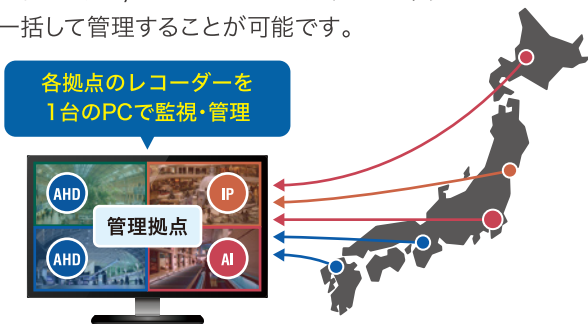 一括して管理することが可能です。
各拠点のレコーダーを
1台のPCで監視・管理
AHD
IP
管理拠点
AHD
AI